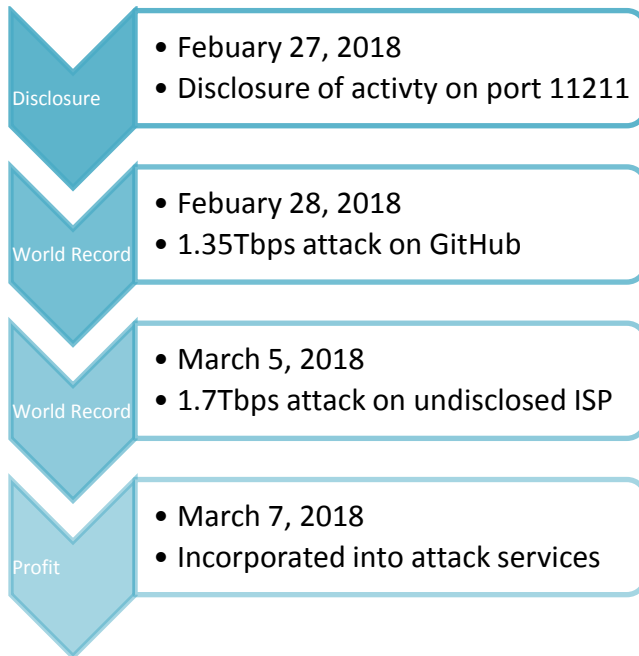 Disclosure
• Febuary 27, 2018
• Disclosure of activty on port 11211
World Record
• Febuary 28, 2018
• 1.35Tbps attack on GitHub
World Record
• March 5, 2018
• 1.7Tbps attack on undisclosed ISP
Profit
• March 7, 2018
• Incorporated into attack services